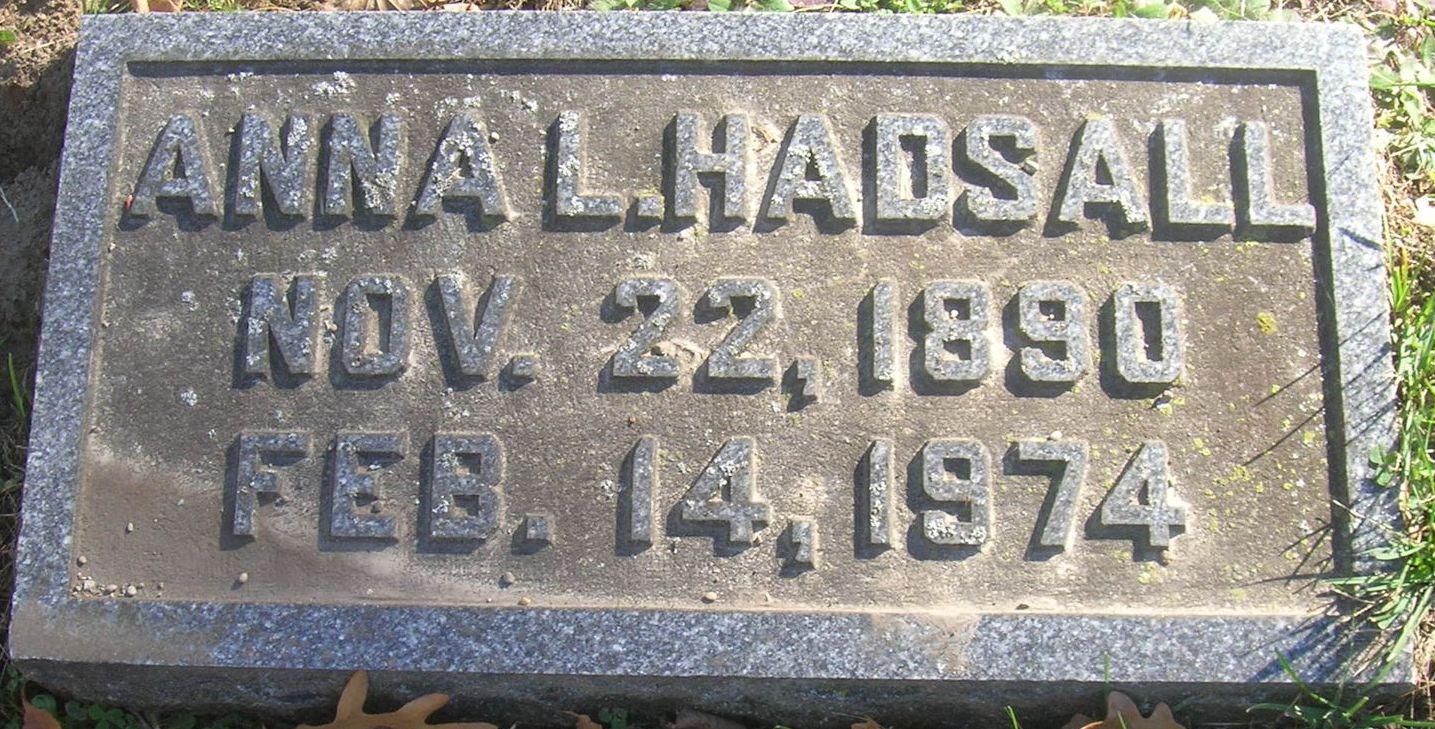 ANNA L. HADSALL
NOV. 22, 1890
FEB. 14, 1974